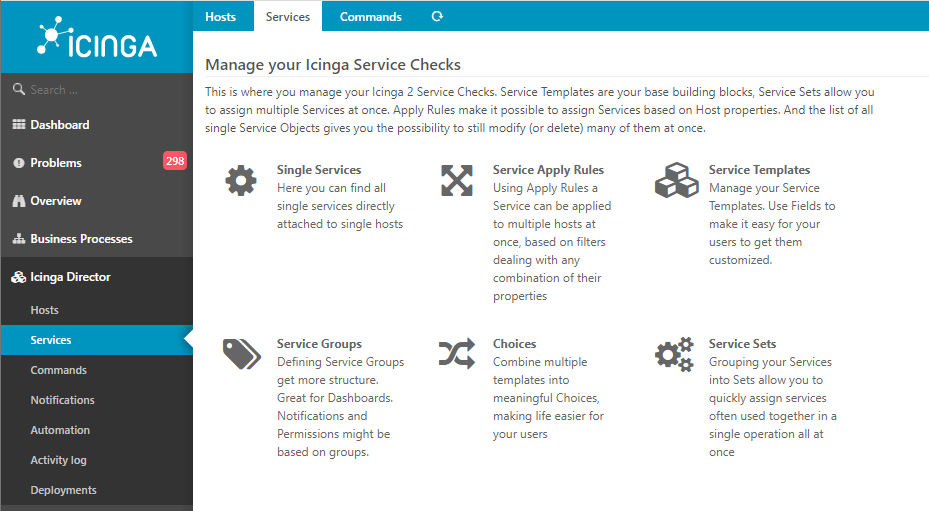 ICINGA
Search ...
Dashboard
Problems
298
Overview
Business Processes
Icinga Director
Hosts
Services
Commands
Notifications
Automation
Activity log
Deployments
Hosts
Services
Commands
Manage your Icinga Service Checks
This is where you manage your Icinga 2 Service Checks. Service Templates are your base building blocks, Service Sets allow you
to assign multiple Services at once. Apply Rules make it possible to assign Services based on Host properties. And the list of all
single Service Objects gives you the possibility to still modify (or delete) many of them at once.
Single Services
Here you can find all
single services directly
attached to single hosts
Service Apply Rules
Using Apply Rules a
Service can be applied
to multiple hosts at
once, based on filters
dealing with any
combination of their
properties
Service Templates
Manage your Service
Templates. Use Fields to
make it easy for your
users to get them
customized.
Service Groups
Defining Service Groups
get more structure.
Great for Dashboards.
Notifications and
Permissions might be
based on groups.
Choices
Combine multiple
templates into
meaningful Choices,
making life easier for
your users
Service Sets
Grouping your Services
into Sets allow you to
quickly assign services
often used together in a
single operation all at
once